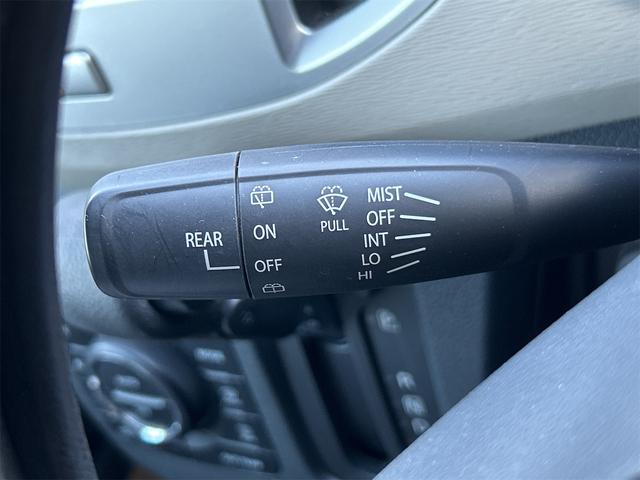 REAR
ON
OFF
PULL
MIST
OFF
INT
LO
HI